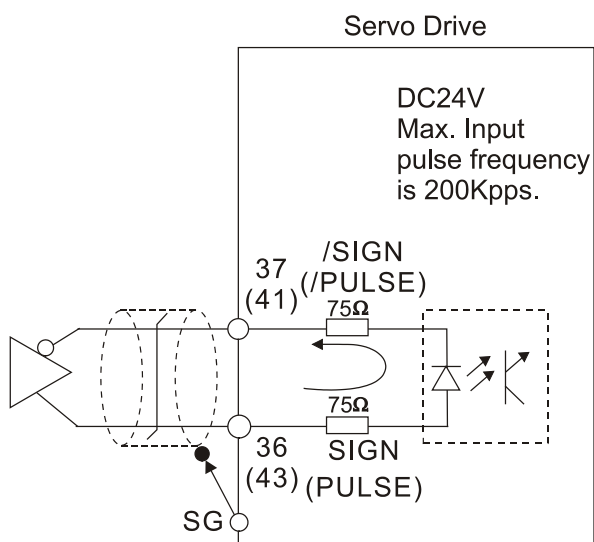 Servo Drive
DC24V
Max. Input
pulse frequency
is 200Kpps.
/SIGN
37 (/PULSE)
(41) 75Ω
75Ω
36 SIGN
(43) (PULSE)
SG